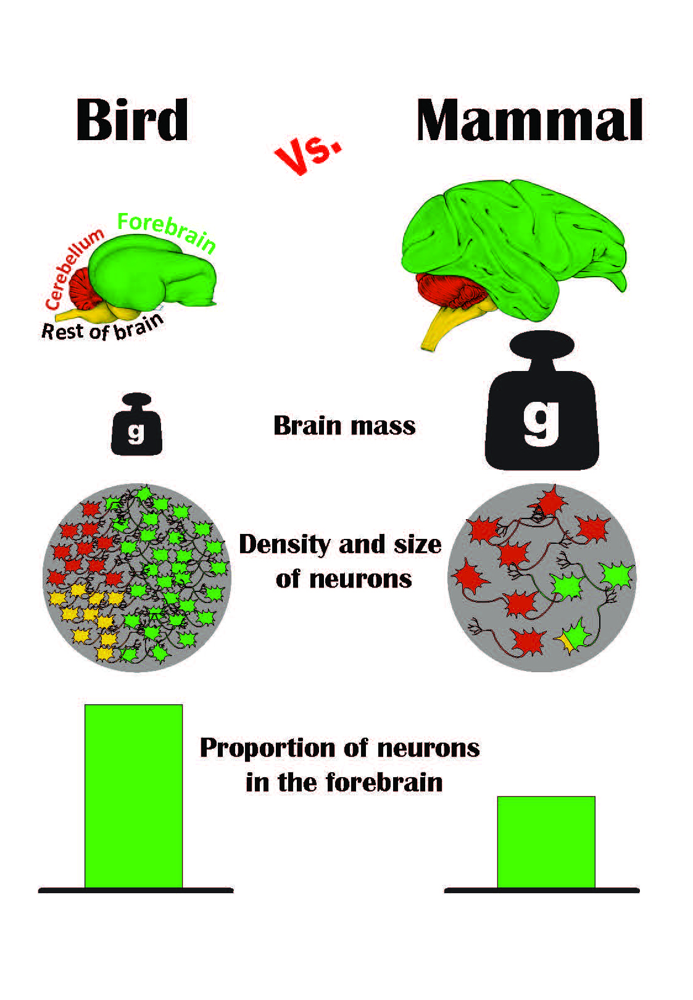 Bird
Vs.
Mammal
Forebrain
Cerebellum
Rest of brain
g
Brain mass
g
Density and size
of neurons
Proportion of neurons
in the forebrain